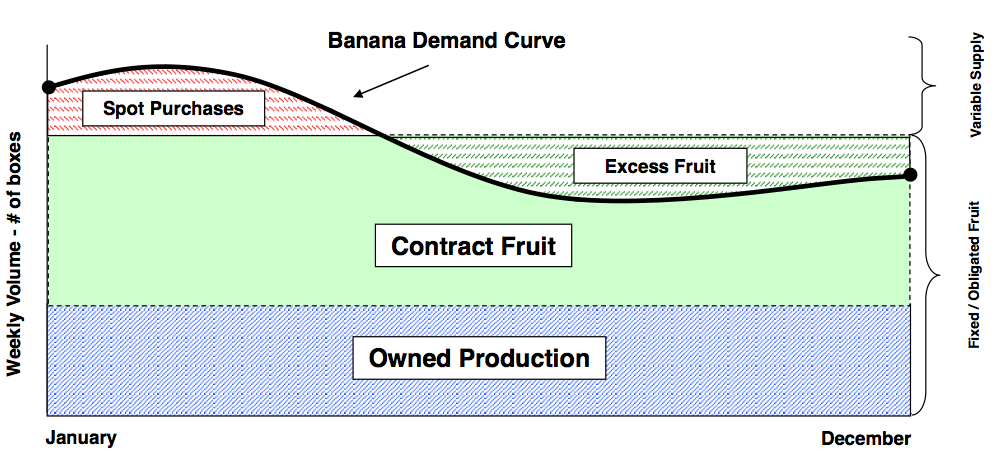 Banana Demand Curve
Spot Purchases
Excess Fruit
Contract Fruit
Owned Production
Weekly Volume - # of boxes
Variable Supply
Fixed / Obligated Fruit
January
December